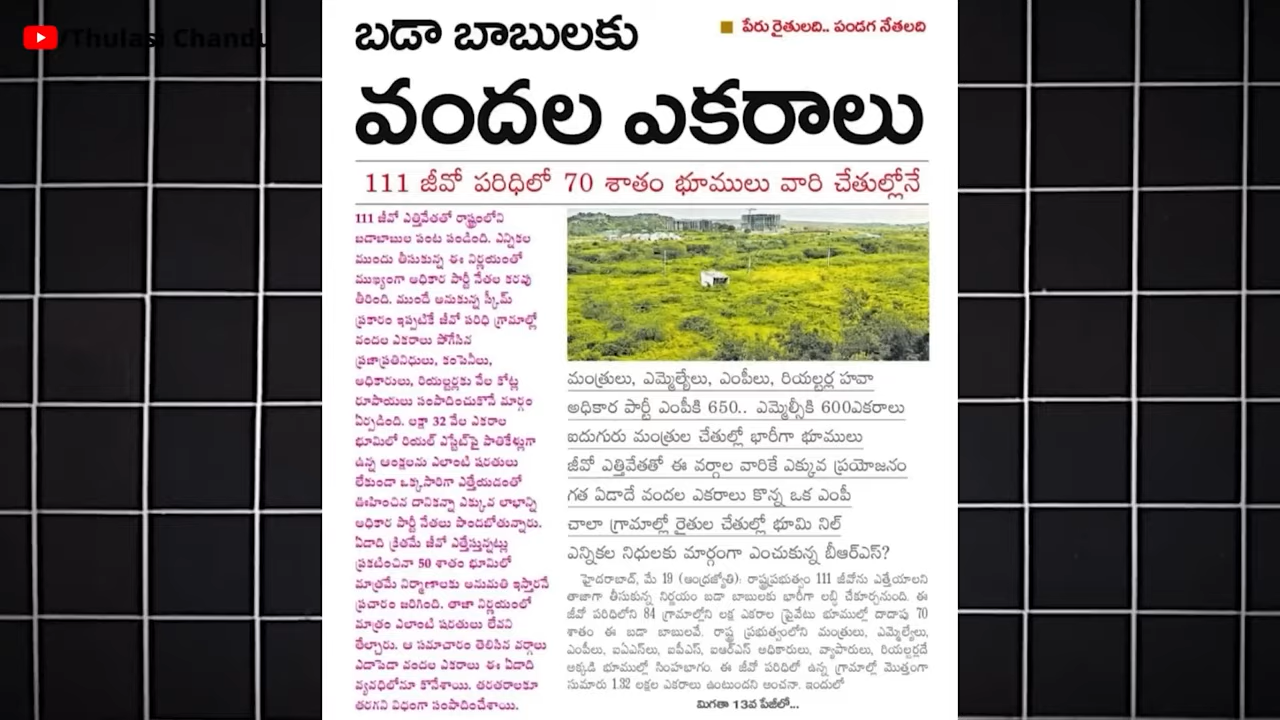 /Thulasi Chandu
బడా బాబులకు
పేరు రైతులది.. పండగ నేతలది
వందల ఎకరాలు
111 జీవో పరిధిలో 70 శాతం భూములు వారి చేతుల్లోనే
111 జీవో ఎత్తివేతతో రాష్ట్రంలోని
బడాబాబుల పంట పండింది. ఎన్నికల
ముందు తీసుకున్న ఈ నిర్ణయంతో
ముఖ్యంగా అధికార పార్టీ నేతల కరవు
తీరింది. ముందే అనుకున్న స్కీమ్
ప్రకారం ఇప్పటికే జీవో పరిధి గ్రామాల్లో
వందల ఎకరాలు పోగేసిన
ప్రజాప్రతినిధులు, కంపెనీలు,
అధికారులు, రియల్టర్లకు వేల కోట్ల
రూపాయలు సంపాదించుకొనే మార్గం
ఏర్పడింది. లక్షా 32 వేల ఎకరాల
భూమిలో రియల్ ఎస్టేట్‌పై పాతికేళ్లుగా
ఉన్న ఆంక్షలను ఎలాంటి షరతులు
లేకుండా ఒక్కసారిగా ఎత్తేయడంతో
ఊహించిన దానికన్నా ఎక్కువ లాభాన్ని
అధికార పార్టీ నేతలు పొందబోతున్నారు.
ఏడాది క్రితమే జీవో ఎత్తేస్తున్నట్లు
ప్రకటించినా 50 శాతం భూమిలో
మాత్రమే నిర్మాణాలకు అనుమతి ఇస్తారనే
ప్రచారం జరిగింది. తాజా నిర్ణయంలో
మాత్రం ఎలాంటి షరతులు లేవని
తేల్చారు. ఆ సమాచారం తెలిసిన వర్గాలు
ఎడాపెడా వందల ఎకరాలు ఈ ఏడాది
వ్యవధిలోనూ కొనేశాయి. తరతరాలకూ
తరగని విధంగా సంపాదించేశాయి.
మంత్రులు, ఎమ్మెల్యేలు, ఎంపీలు, రియల్టర్ల హవా
అధికార పార్టీ ఎంపీకి 650.. ఎమ్మెల్సీకి 600ఎకరాలు
ఐదుగురు మంత్రుల చేతుల్లో భారీగా భూములు
జీవో ఎత్తివేతతో ఈ వర్గాల వారికే ఎక్కువ ప్రయోజనం
గత ఏడాదే వందల ఎకరాలు కొన్న ఒక ఎంపీ
చాలా గ్రామాల్లో రైతుల చేతుల్లో భూమి నిల్
ఎన్నికల నిధులకు మార్గంగా ఎంచుకున్న బీఆర్ఎస్?
హైదరాబాద్, మే 19 (ఆంధ్రజ్యోతి): రాష్ట్రప్రభుత్వం 111 జీవోను ఎత్తేయాలని
తాజాగా తీసుకున్న నిర్ణయం బడా బాబులకు భారీగా లబ్ధి చేకూర్చనుంది. ఈ
జీవో పరిధిలోని 84 గ్రామాల్లోని లక్ష ఎకరాల ప్రైవేటు భూముల్లో దాదాపు 70
శాతం ఈ బడా బాబులవే. రాష్ట్ర ప్రభుత్వంలోని మంత్రులు, ఎమ్మెల్యేలు,
ఎంపీలు, ఐఏఎస్‌లు, ఐపీఎస్, ఐఆర్ఎస్ అధికారులు, వ్యాపారులు, రియల్టర్లదే
అక్కడి భూముల్లో సింహభాగం. ఈ జీవో పరిధిలో ఉన్న గ్రామాల్లో మొత్తంగా
సుమారు 1.32 లక్షల ఎకరాలు ఉంటుందని అంచనా. ఇందులో
మిగతా 13వ పేజీలో...